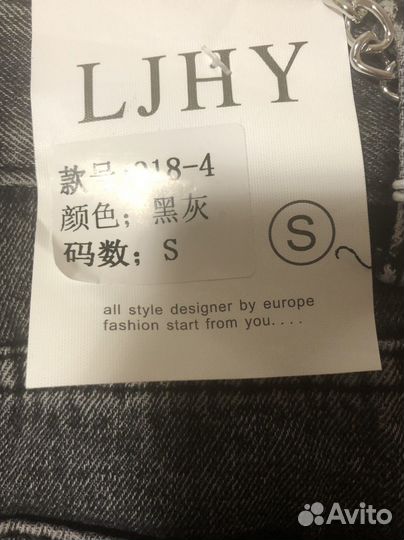 LJHY
款号:218-4
颜色; 黑灰
码数; S
S
all style designer by europe
fashion start from you....
Avito